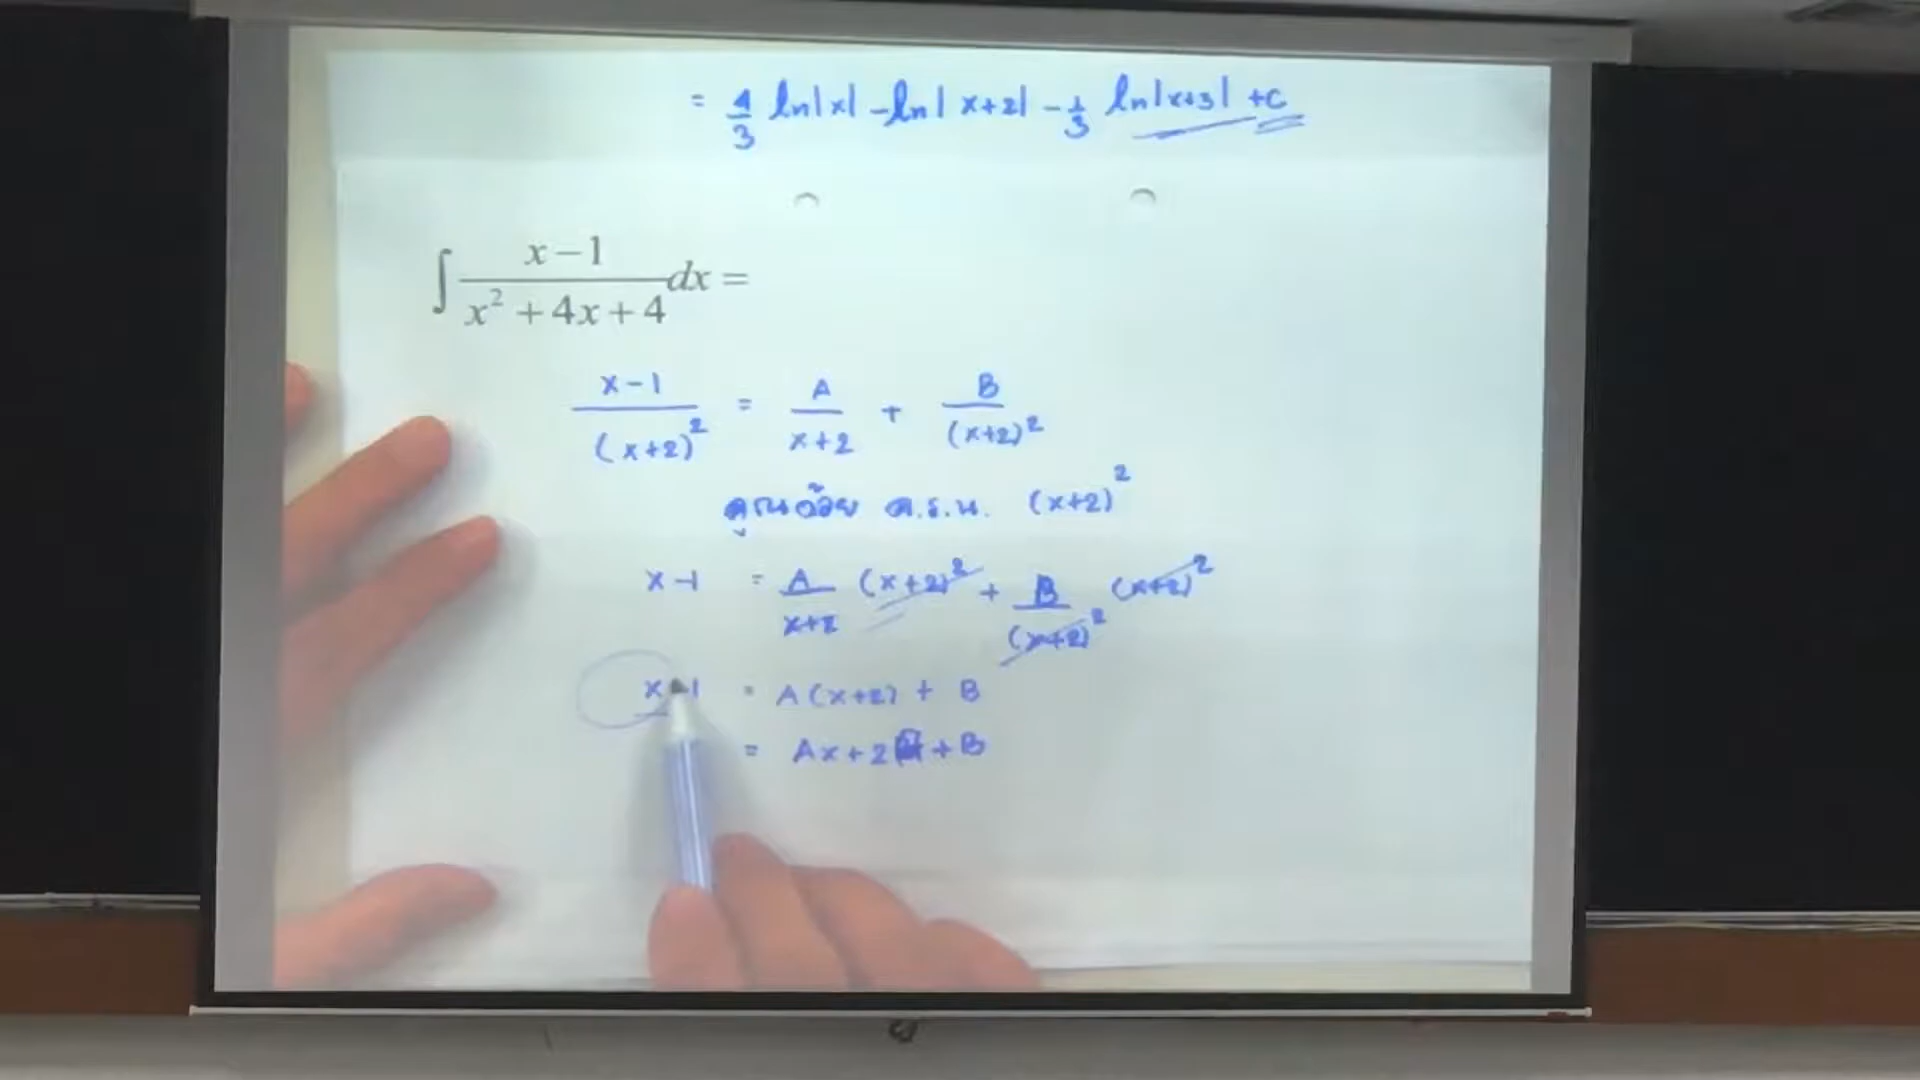 = 4/3 ln|x| - ln|x+2| - 1/3 ln|x+3| + c
∫ x-1 / x² + 4x + 4 dx =
x-1 / (x+2)² = A / x+2 + B / (x+2)²
คูณด้วย ค.ร.น. (x+2)²
x-1 = A / x+2 (x+2)² + B / (x+2)² (x+2)²
x-1 = A(x+2) + B
= Ax+2 + B